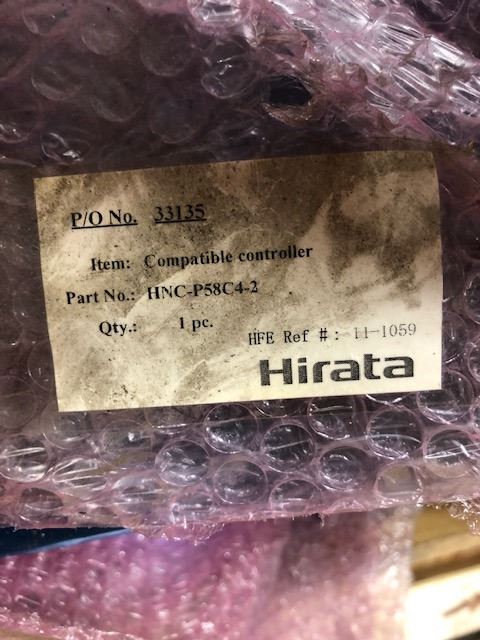 P/O No. 33135
Item: Compatible controller
Part No.: HNC-P58C4-2
Qty.: 1 pc.
HFE Ref #: 11-1059
Hirata